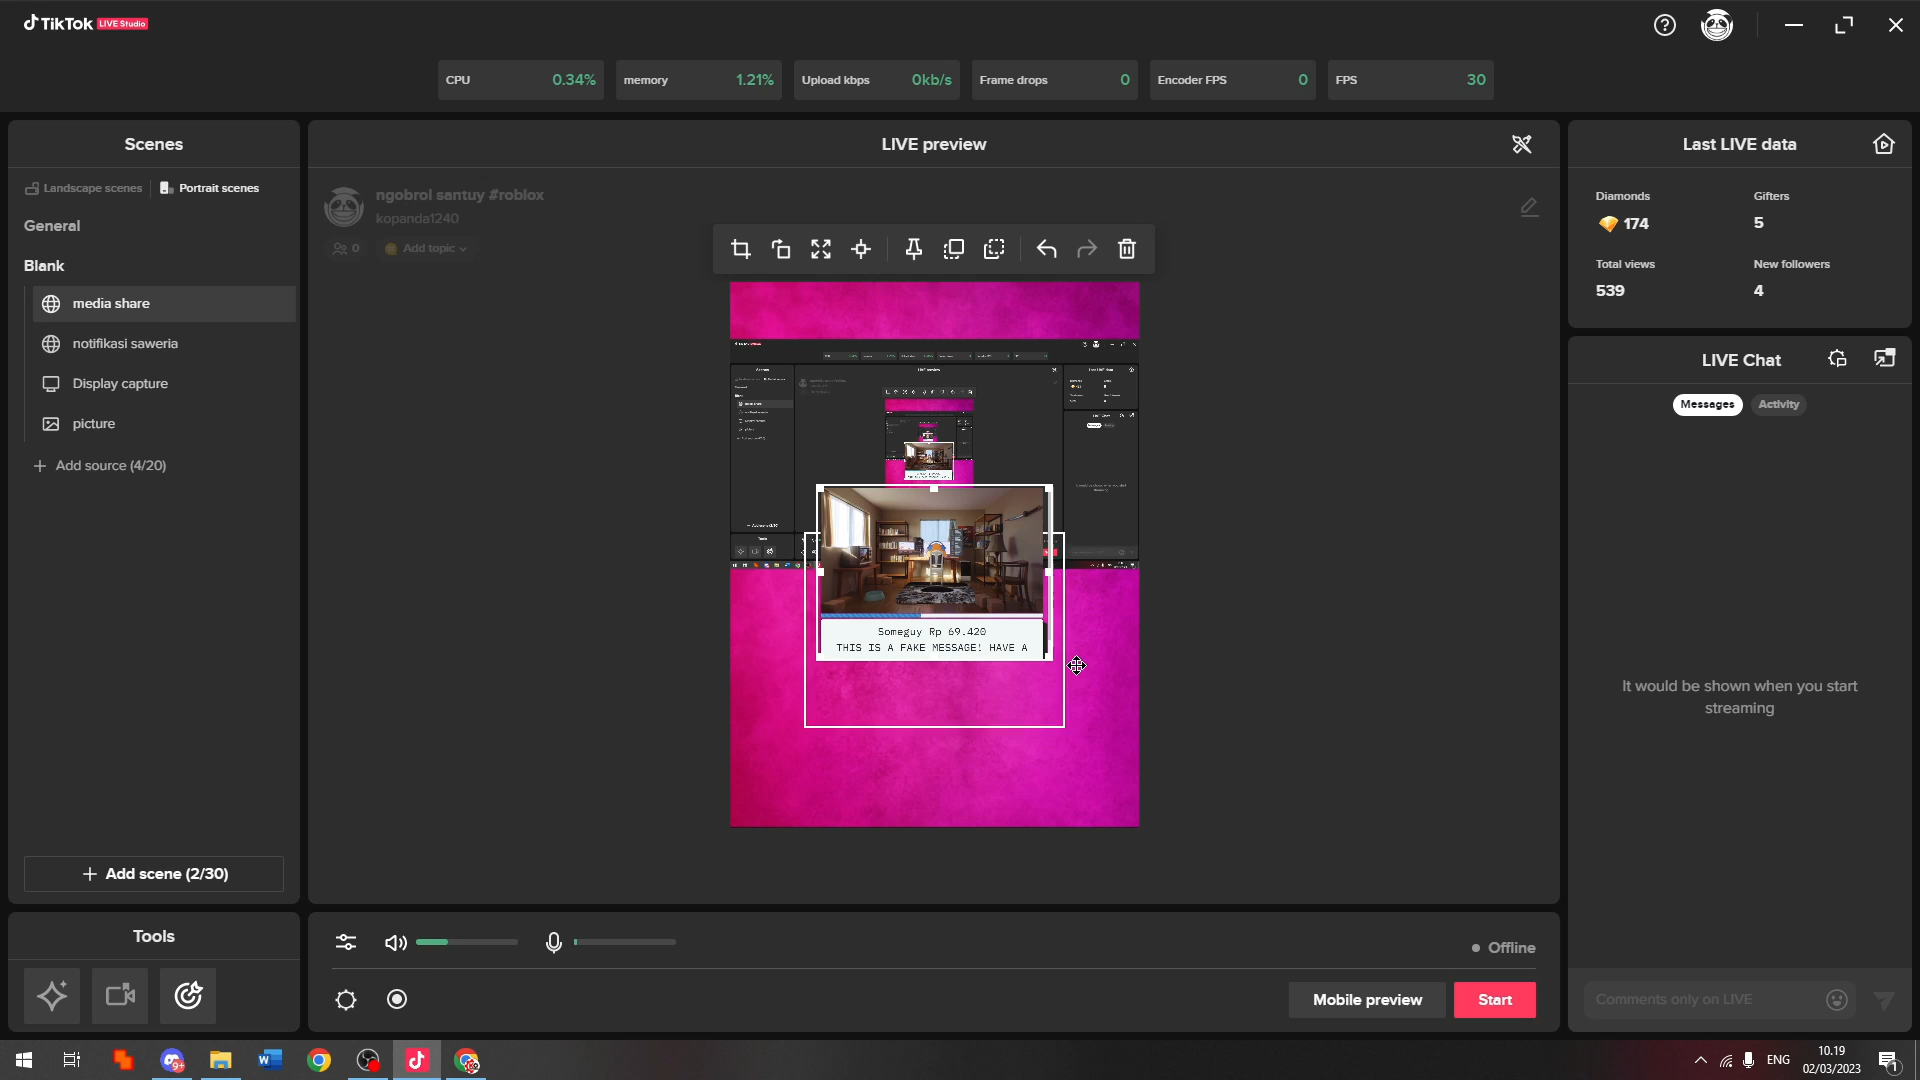 TikTok LIVE Studio
CPU 0.34%
memory 1.21%
Upload kbps 0kb/s
Frame drops 0
Encoder FPS 0
FPS 30
Scenes
Landscape scenes
Portrait scenes
General
Blank
media share
notifikasi saweria
Display capture
picture
Add source (4/20)
Add scene (2/30)
Tools
LIVE preview
ngobrol santuy #roblox
kopanda1240
0
Add topic
Someguy Rp 69.420
THIS IS A FAKE MESSAGE! HAVE A
Offline
Mobile preview
Start
Last LIVE data
Diamonds
Gifters
174
5
Total views
New followers
539
4
LIVE Chat
Messages
Activity
It would be shown when you start
streaming
Comments only on LIVE
9+
W
ENG
10.19
02/03/2023
1